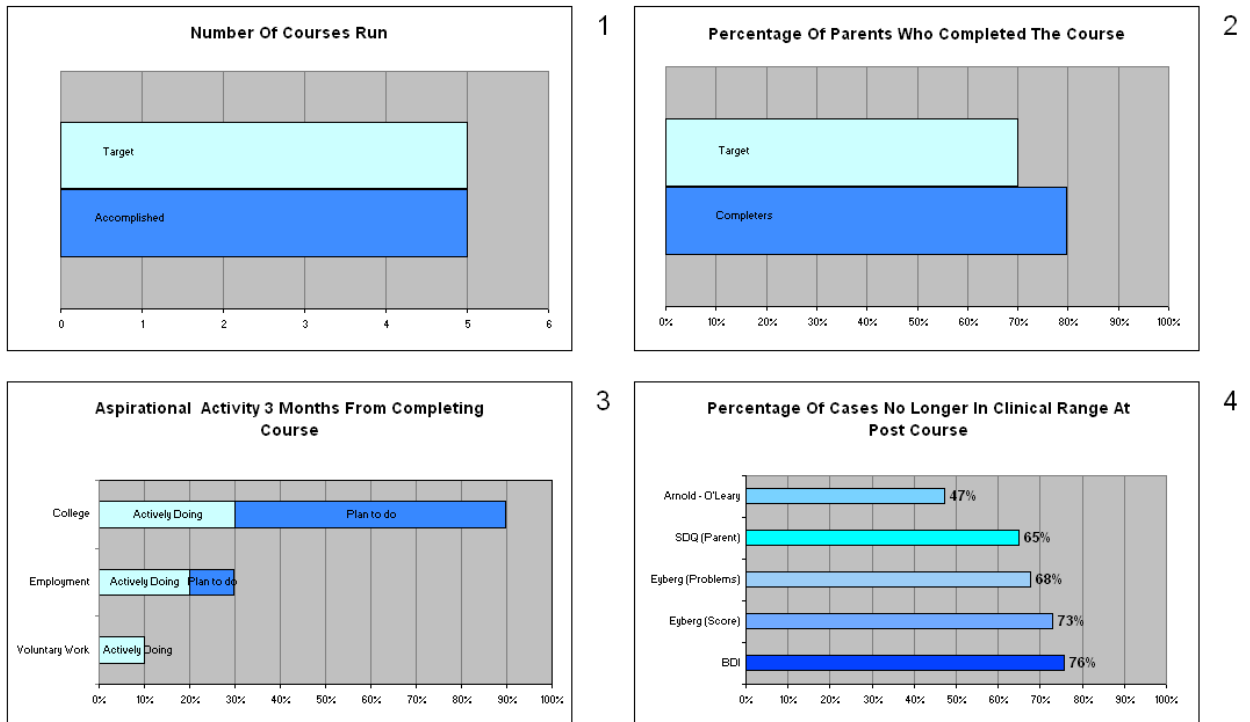 Number Of Courses Run
1
Target
Accomplished
0 1 2 3 4 5 6
Percentage Of Parents Who Completed The Course
2
Target
Completers
0% 10% 20% 30% 40% 50% 60% 70% 80% 90% 100%
Aspirational Activity 3 Months From Completing
Course
3
College Actively Doing Plan to do
Employment Actively Doing Plan to do
Voluntary Work Actively Doing
0% 10% 20% 30% 40% 50% 60% 70% 80% 90% 100%
Percentage Of Cases No Longer In Clinical Range At
Post Course
4
Arnold - O'Leary 47%
SDQ (Parent) 65%
Eyberg (Problems) 68%
Eyberg (Score) 73%
BDI 76%
0% 10% 20% 30% 40% 50% 60% 70% 80% 90% 100%